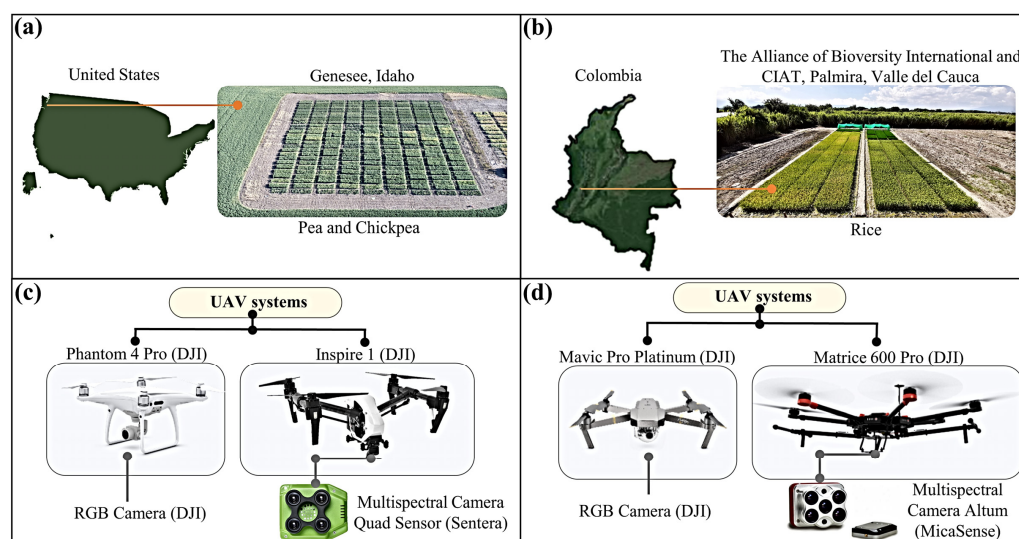 (a)
United States
Genesee, Idaho
Pea and Chickpea
(b)
Colombia
The Alliance of Bioversity International and
CIAT, Palmira, Valle del Cauca
Rice
(c)
UAV systems
Phantom 4 Pro (DJI)
Inspire 1 (DJI)
RGB Camera (DJI)
Multispectral Camera
Quad Sensor (Sentera)
(d)
UAV systems
Mavic Pro Platinum (DJI)
Matrice 600 Pro (DJI)
RGB Camera (DJI)
Multispectral
Camera Altum
(MicaSense)